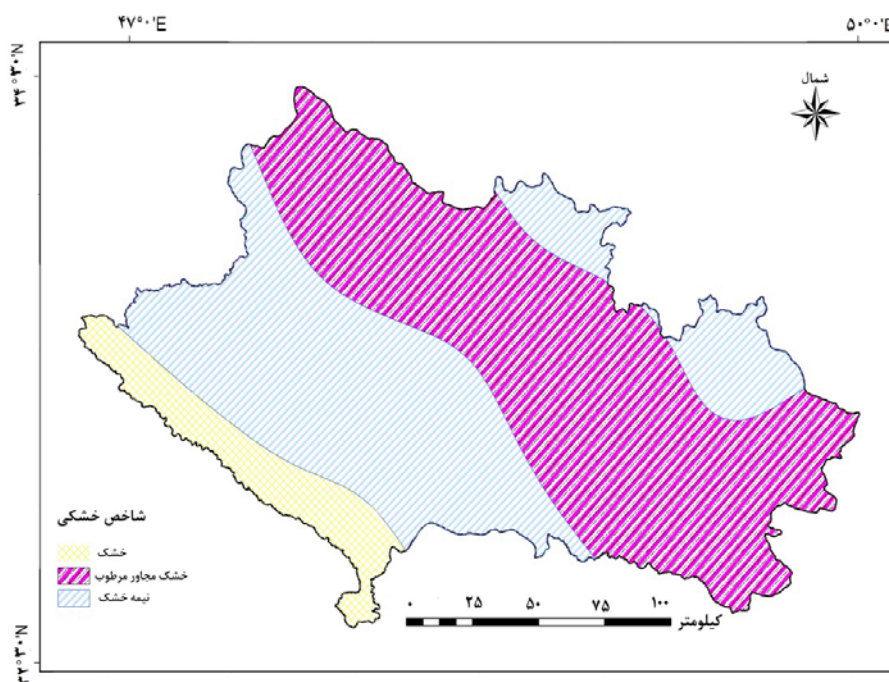 ۴۷°۰'E
۵۰°۰'E
۳۴°۳۰'N
شمال
شاخص خشکی
خشک
خشک مجاور مرطوب
نیمه خشک
۰ ۲۵ ۵۰ ۷۵ ۱۰۰
کیلومتر
۳۲°۳۰'N